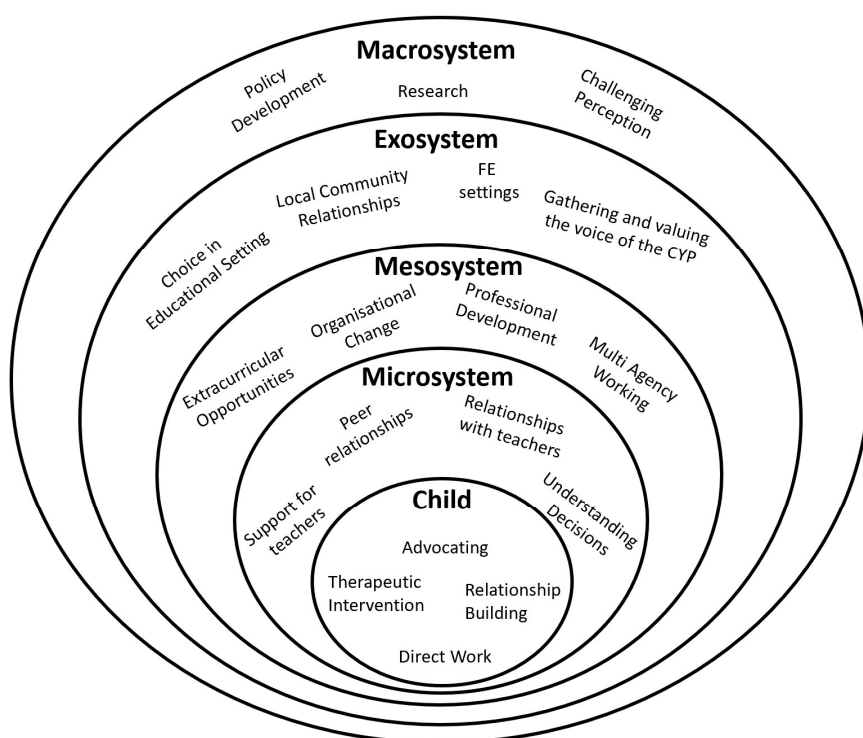 Macrosystem
Policy
Development
Research
Challenging
Perception
Exosystem
Local Community
Relationships
FE
settings
Gathering and valuing
the voice of the CYP
Choice in
Educational Setting
Mesosystem
Organisational
Change
Professional
Development
Extracurricular
Opportunities
Multi Agency
Working
Microsystem
Peer
relationships
Relationships
with teachers
Support for
teachers
Understanding
Decisions
Child
Advocating
Therapeutic
Intervention
Relationship
Building
Direct Work